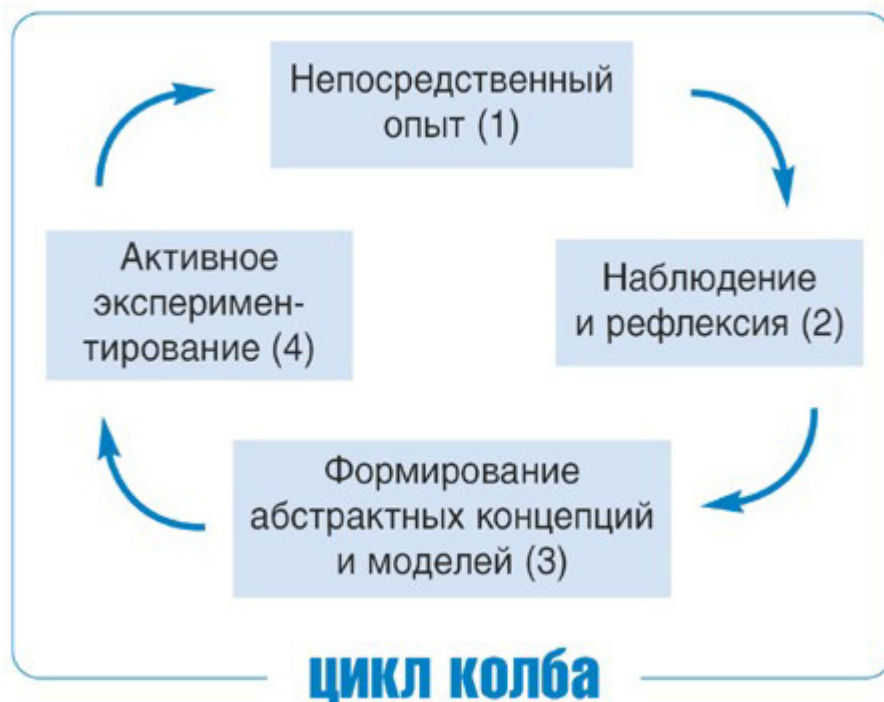 Непосредственный
опыт (1)
Наблюдение
и рефлексия (2)
Формирование
абстрактных концепций
и моделей (3)
Активное
эксперимен-
тирование (4)
цикл колба